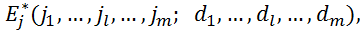 E_j^*(j_1, …, j_l, …, j_m;  d_1, …, d_l, …, d_m),